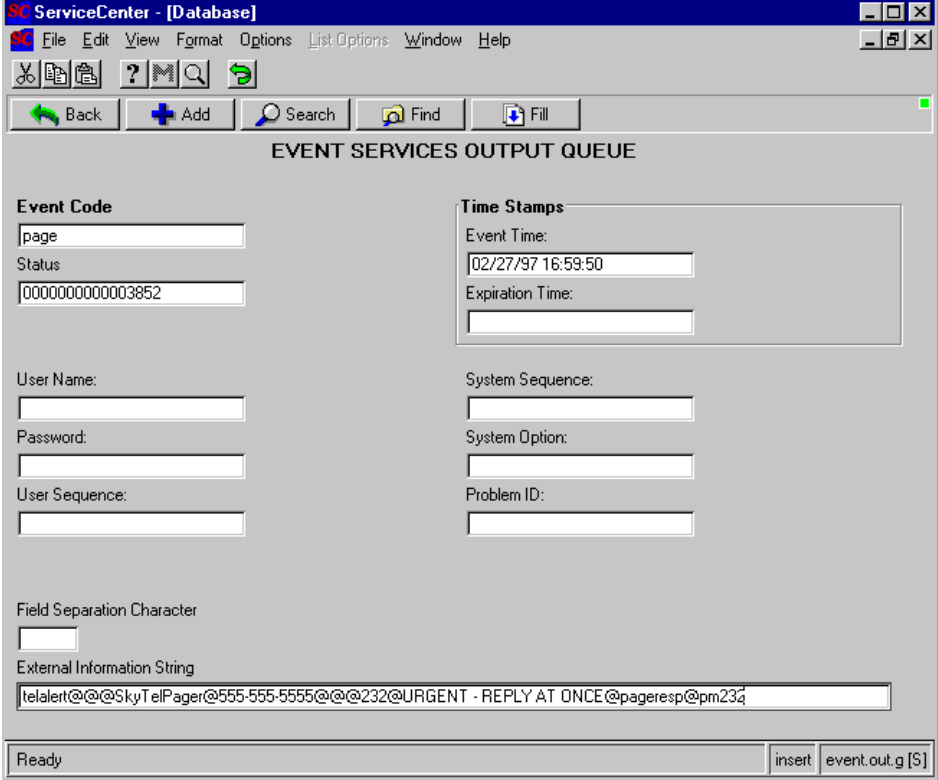 SC ServiceCenter - [Database]
SC File Edit View Format Options List Options Window Help
? M
Back Add Search Find Fill
EVENT SERVICES OUTPUT QUEUE
Event Code
page
Status
0000000000003852
Time Stamps
Event Time:
02/27/97 16:59:50
Expiration Time:
User Name:
System Sequence:
Password:
System Option:
User Sequence:
Problem ID:
Field Separation Character
External Information String
telalert@@@SkyTelPager@555-555-5555@@@232@URGENT - REPLY AT ONCE@pageresp@pm232
Ready insert event.out.g [S]